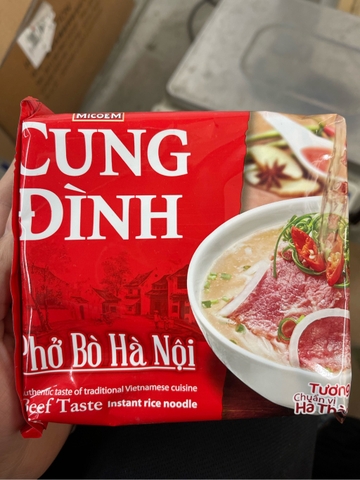 MICOEM
CUNG
ĐÌNH
Phở Bò Hà Nội
Authentic taste of traditional Vietnamese cuisine
Beef Taste Instant rice noodle
Tương
Chuẩn vị
Hà Thà